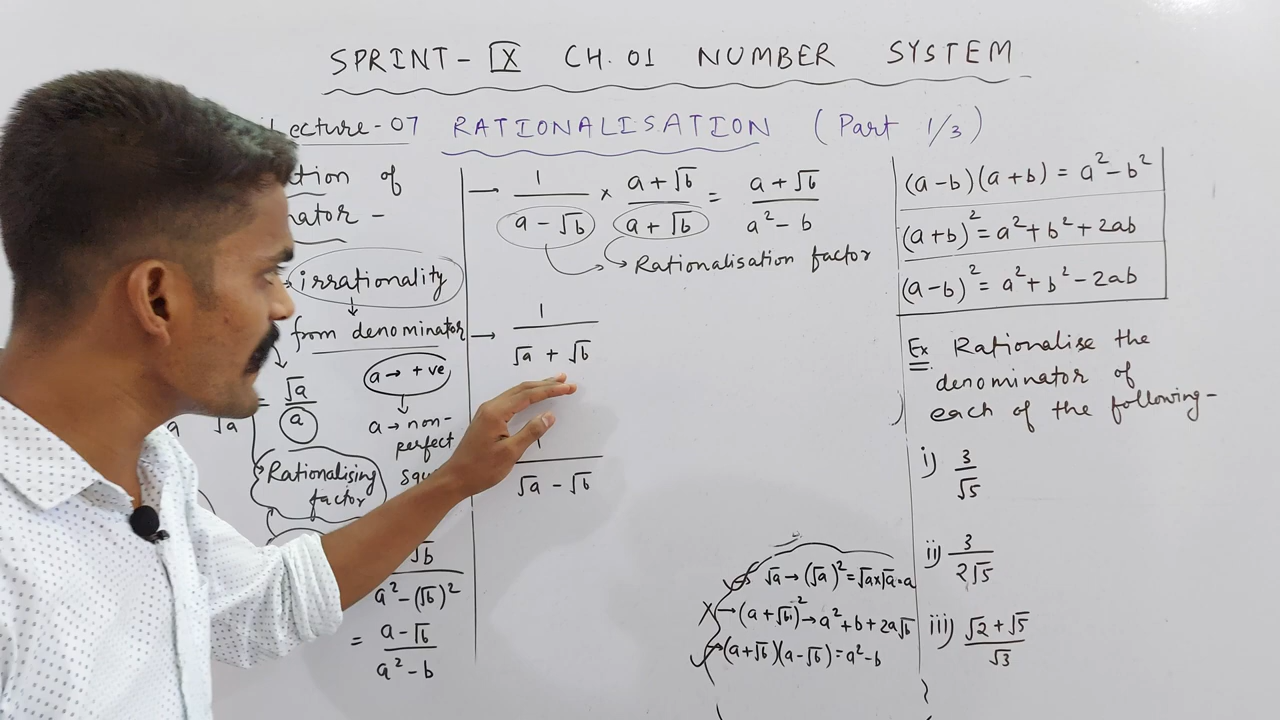 SPRINT - IX CH. 01 NUMBER SYSTEM
Lecture - 07 RATIONALISATION (Part 1/3)
tion of
nator -
irrationality
↓
from denominator
√a / a
a → +ve
↓
a → non-
perfect
Rationalising
factor
√b / a² - (√b)²
= a - √b / a² - b
→ 1 / a - √b × a + √b / a + √b = a + √b / a² - b
→ Rationalisation factor
→ 1 / √a + √b
1 / √a - √b
√a → (√a)² = √a x √a = a
X → (a + √b)² → a² + b + 2a√b
→ (a + √b)(a - √b) = a² - b
(a - b)(a + b) = a² - b²
(a + b)² = a² + b² + 2ab
(a - b)² = a² + b² - 2ab
Ex Rationalise the
denominator of
each of the following -
i) 3 / √5
ii) 3 / 2√5
iii) √2 + √5 / √3